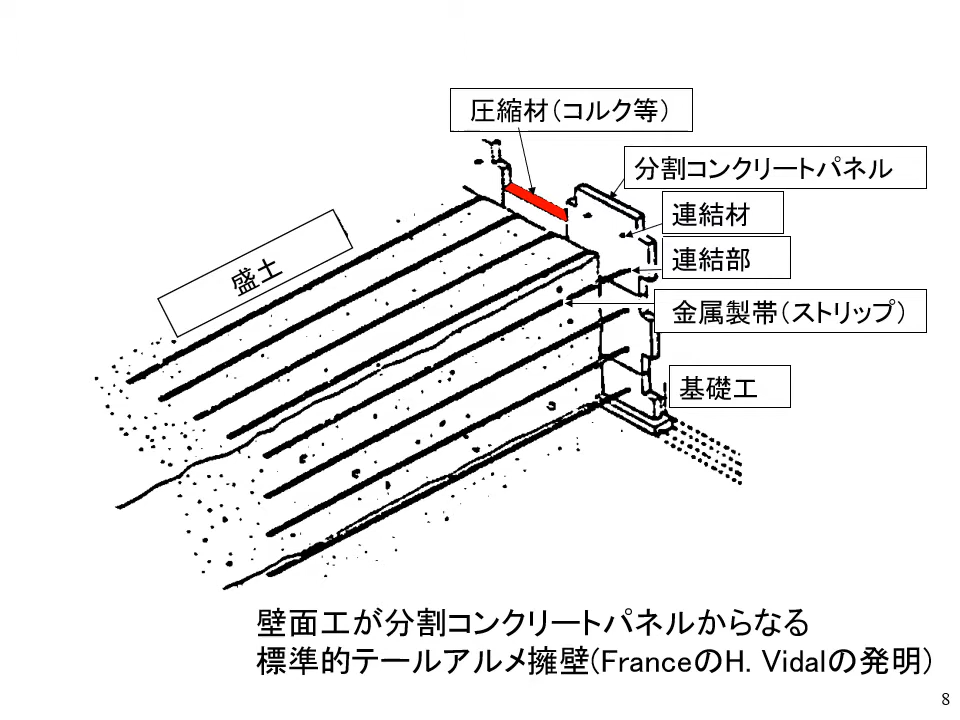 圧縮材(コルク等)
分割コンクリートパネル
連結材
連結部
盛土
金属製帯(ストリップ)
基礎工
壁面工が分割コンクリートパネルからなる
標準的テールアルメ擁壁(FranceのH. Vidalの発明)
8